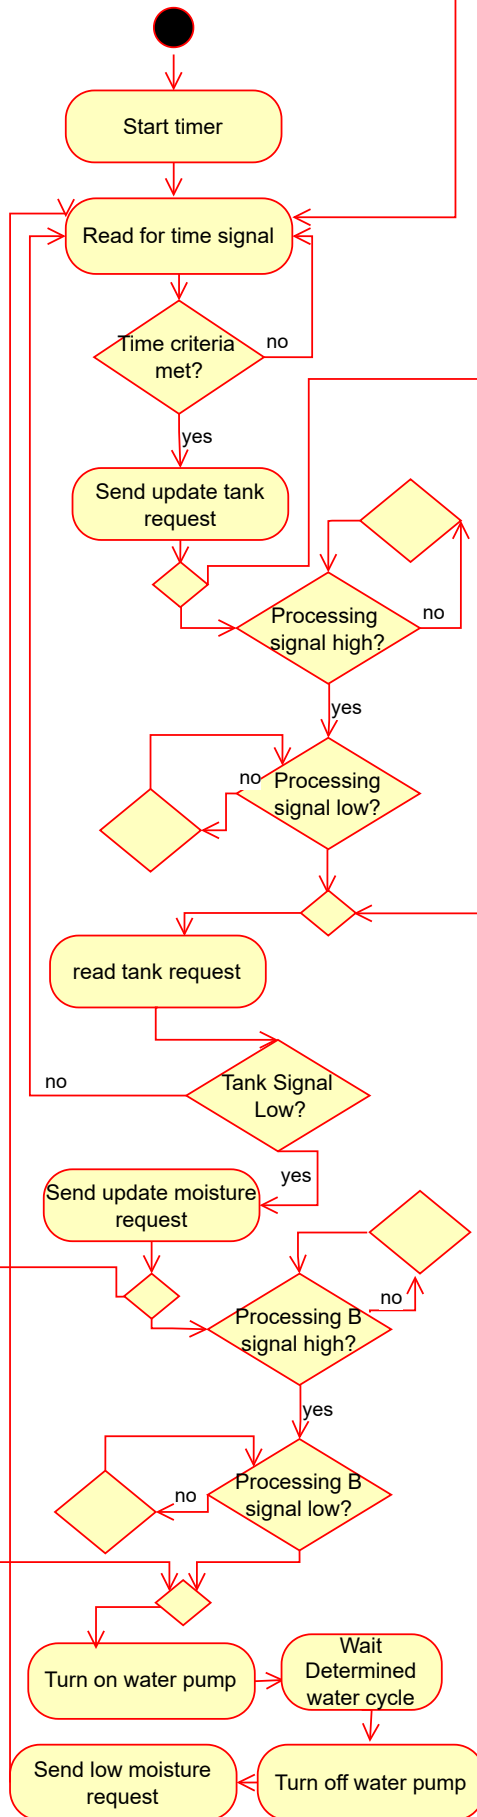 Start timer
Read for time signal
Time criteria
met?
no
yes
Send update tank
request
Processing
signal high?
no
yes
no
Processing
signal low?
read tank request
Tank Signal
Low?
no
yes
Send update moisture
request
Processing B
signal high?
no
yes
Processing B
signal low?
no
Turn on water pump
Wait
Determined
water cycle
Send low moisture
request
Turn off water pump